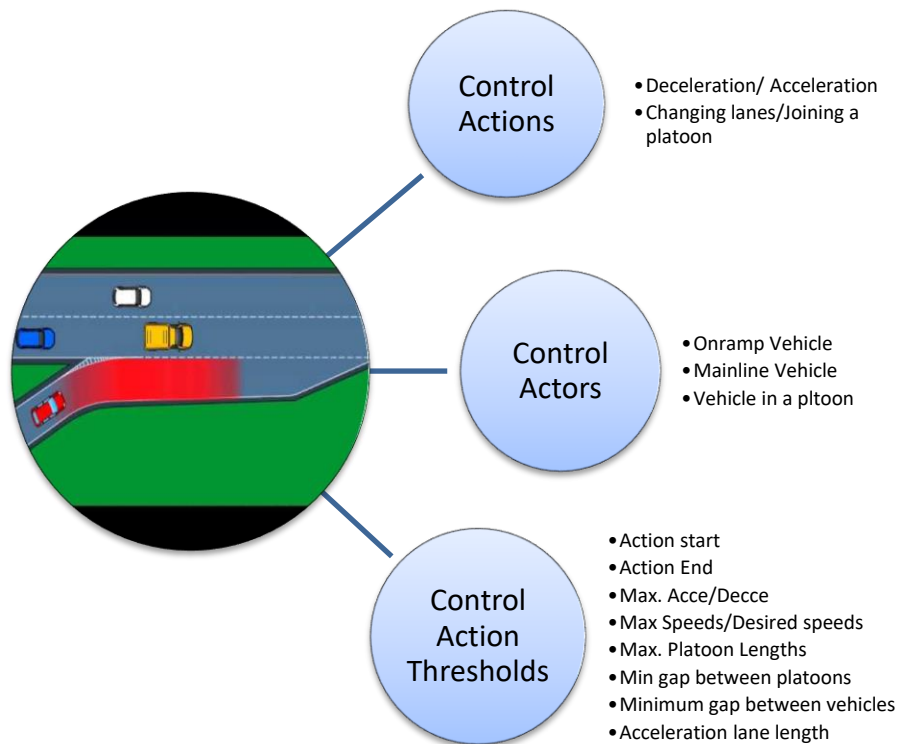 Control
Actions
•Deceleration/ Acceleration
•Changing lanes/Joining a
platoon
Control
Actors
•Onramp Vehicle
•Mainline Vehicle
•Vehicle in a pltoon
Control
Action
Thresholds
•Action start
•Action End
•Max. Acce/Decce
•Max Speeds/Desired speeds
•Max. Platoon Lengths
•Min gap between platoons
•Minimum gap between vehicles
•Acceleration lane length